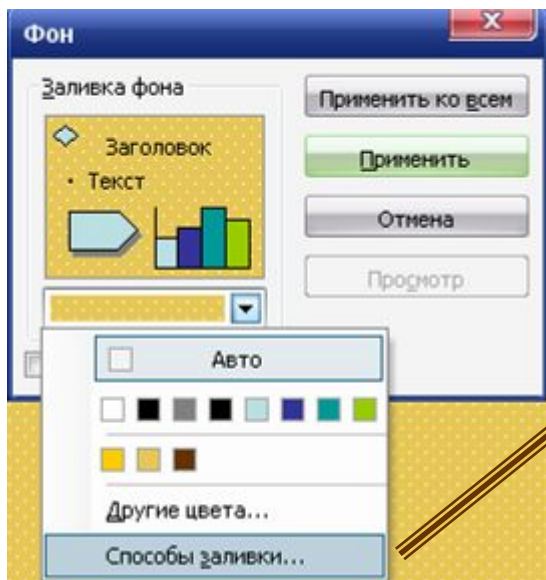 Фон
Заливка фона
Заголовок
• Текст
Применить ко всем
Применить
Отмена
Просмотр
Авто
Другие цвета...
Способы заливки...